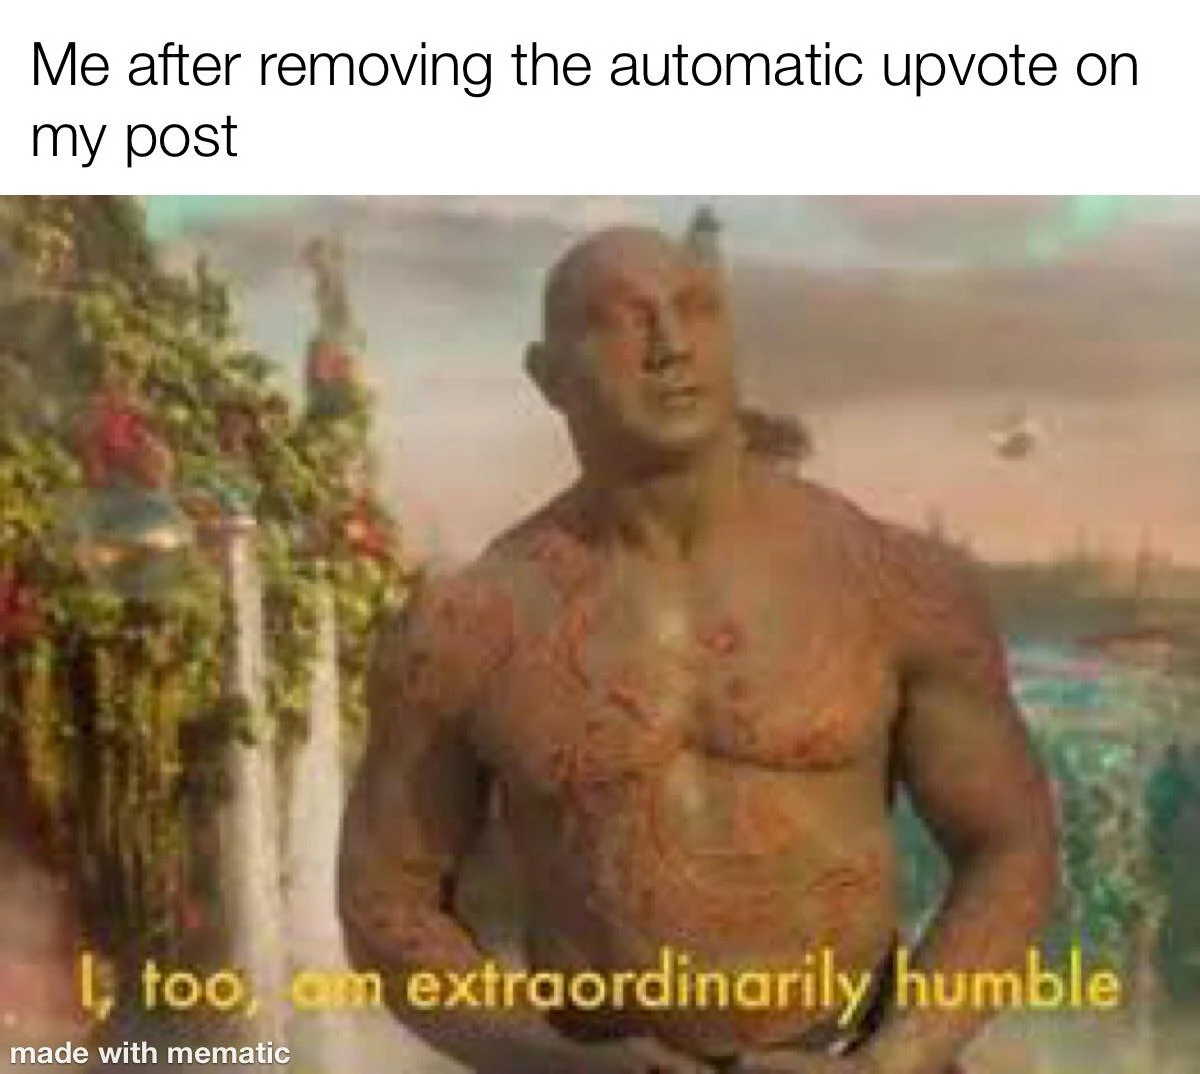 Me after removing the automatic upvote on
my post
I, too, am extraordinarily humble
made with mematic